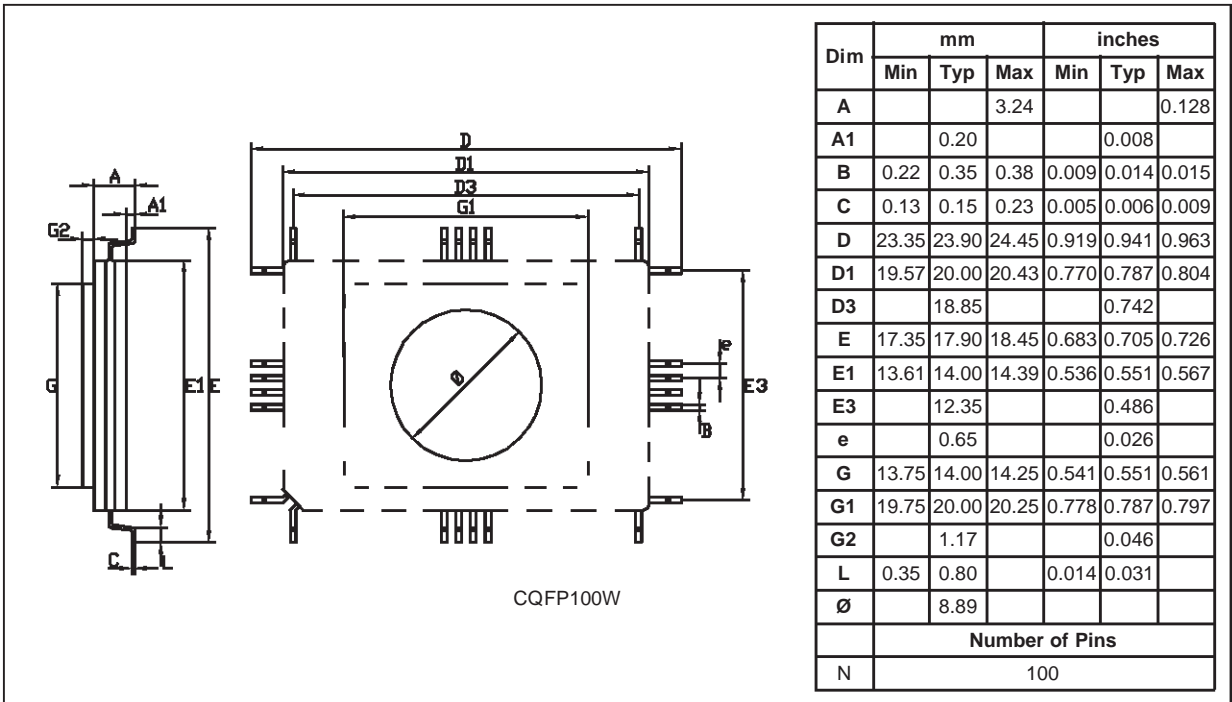 D
D1
D3
G1
A
A1
G2
G
E1
E
e
E3
B
Ø
C
L
CQFP100W
Dim mm inches
Min Typ Max Min Typ Max
A 3.24 0.128
A1 0.20 0.008
B 0.22 0.35 0.38 0.009 0.014 0.015
C 0.13 0.15 0.23 0.005 0.006 0.009
D 23.35 23.90 24.45 0.919 0.941 0.963
D1 19.57 20.00 20.43 0.770 0.787 0.804
D3 18.85 0.742
E 17.35 17.90 18.45 0.683 0.705 0.726
E1 13.61 14.00 14.39 0.536 0.551 0.567
E3 12.35 0.486
e 0.65 0.026
G 13.75 14.00 14.25 0.541 0.551 0.561
G1 19.75 20.00 20.25 0.778 0.787 0.797
G2 1.17 0.046
L 0.35 0.80 0.014 0.031
Ø 8.89
Number of Pins
N 100